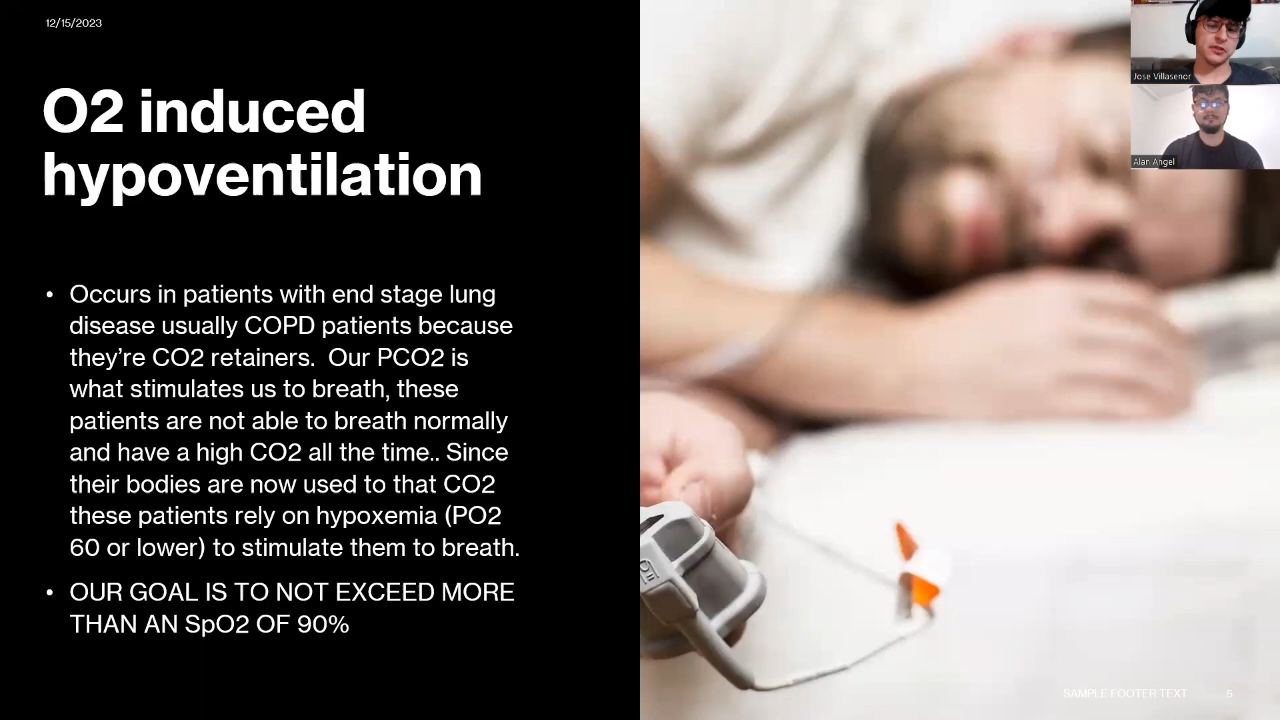 12/15/2023
O2 induced
hypoventilation
• Occurs in patients with end stage lung
disease usually COPD patients because
they’re CO2 retainers.  Our PCO2 is
what stimulates us to breath, these
patients are not able to breath normally
and have a high CO2 all the time.. Since
their bodies are now used to that CO2
these patients rely on hypoxemia (PO2
60 or lower) to stimulate them to breath.
• OUR GOAL IS TO NOT EXCEED MORE
THAN AN SpO2 OF 90%
Jose Villasenor
Alan Angel
SAMPLE FOOTER TEXT 5